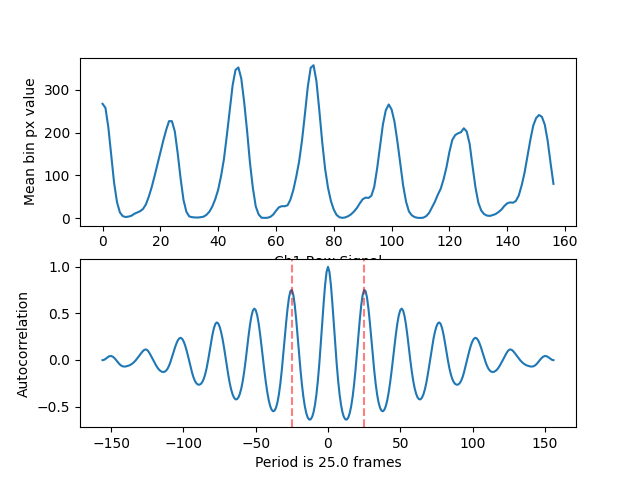 Mean bin px value
300
200
100
0
0 20 40 60 80 100 120 140 160
Ch1 Raw Signal
Autocorrelation
1.0
0.5
0.0
−0.5
−150 −100 −50 0 50 100 150
Period is 25.0 frames